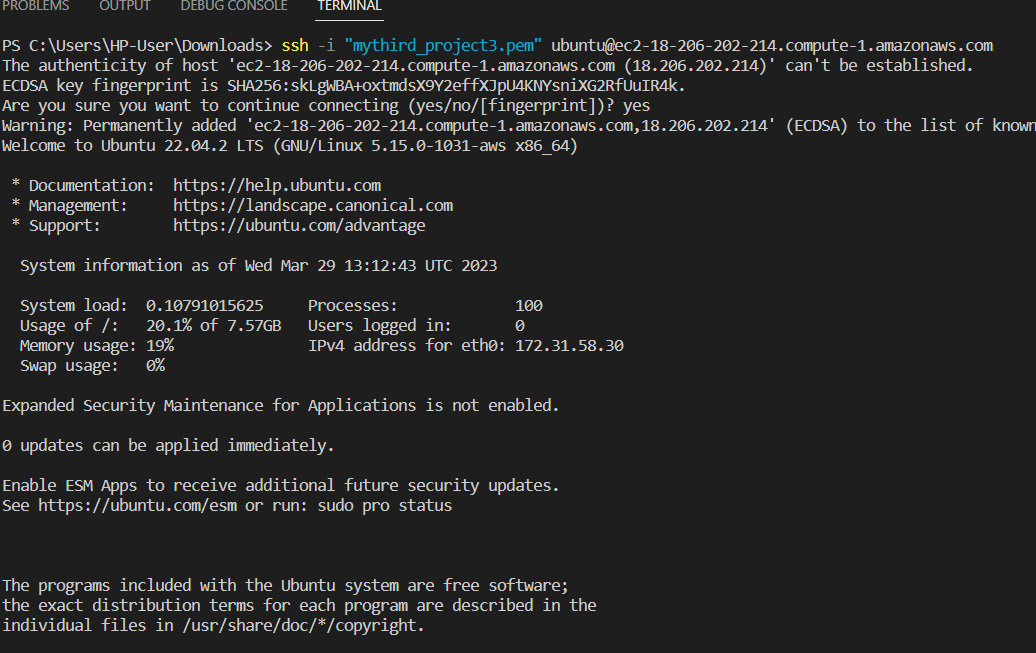 PROBLEMS OUTPUT DEBUG CONSOLE TERMINAL
PS C:\Users\HP-User\Downloads> ssh -i "mythird_project3.pem" ubuntu@ec2-18-206-202-214.compute-1.amazonaws.com
The authenticity of host 'ec2-18-206-202-214.compute-1.amazonaws.com (18.206.202.214)' can't be established.
ECDSA key fingerprint is SHA256:skLgWBA+oxtmdsX9Y2effXJpU4KNYsniXG2RfUuIR4k.
Are you sure you want to continue connecting (yes/no/[fingerprint])? yes
Warning: Permanently added 'ec2-18-206-202-214.compute-1.amazonaws.com,18.206.202.214' (ECDSA) to the list of known
Welcome to Ubuntu 22.04.2 LTS (GNU/Linux 5.15.0-1031-aws x86_64)
* Documentation: https://help.ubuntu.com
* Management: https://landscape.canonical.com
* Support: https://ubuntu.com/advantage
System information as of Wed Mar 29 13:12:43 UTC 2023
System load: 0.10791015625 Processes: 100
Usage of /: 20.1% of 7.57GB Users logged in: 0
Memory usage: 19% IPv4 address for eth0: 172.31.58.30
Swap usage: 0%
Expanded Security Maintenance for Applications is not enabled.
0 updates can be applied immediately.
Enable ESM Apps to receive additional future security updates.
See https://ubuntu.com/esm or run: sudo pro status
The programs included with the Ubuntu system are free software;
the exact distribution terms for each program are described in the
individual files in /usr/share/doc/*/copyright.